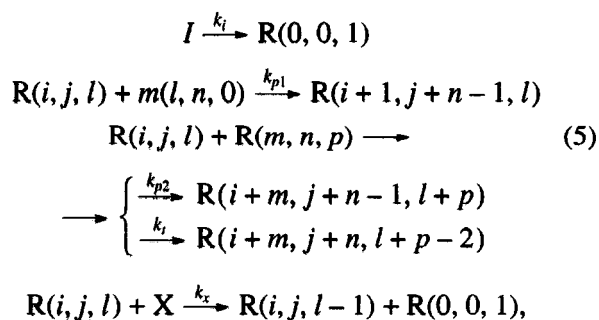 I —k_i→ R(0, 0, 1)
R(i, j, l) + m(l, n, 0) —k_{p1}→ R(i + 1, j + n − 1, l)
R(i, j, l) + R(m, n, p) ⟶ (5)
⟶ { —k_{p2}→ R(i + m, j + n − 1, l + p)
—k_t→ R(i + m, j + n, l + p − 2)
R(i, j, l) + X —k_x→ R(i, j, l − 1) + R(0, 0, 1),